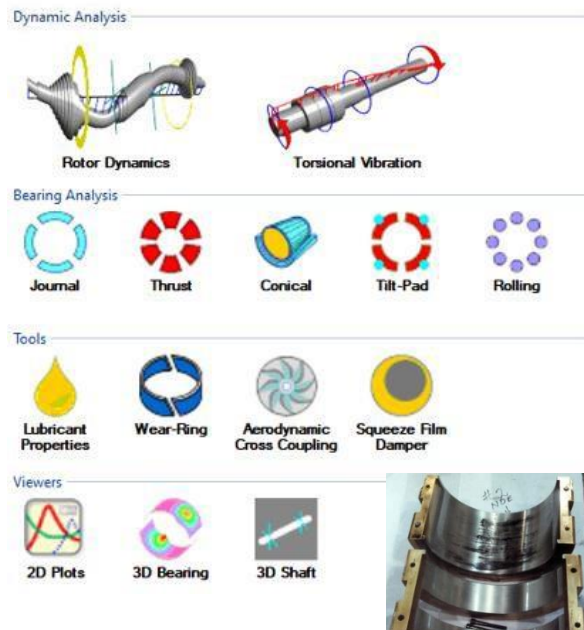 Dynamic Analysis
Rotor Dynamics
Torsional Vibration
Bearing Analysis
Journal
Thrust
Conical
Tilt-Pad
Rolling
Tools
Lubricant
Properties
Wear-Ring
Aerodynamic
Cross Coupling
Squeeze Film
Damper
Viewers
2D Plots
3D Bearing
3D Shaft